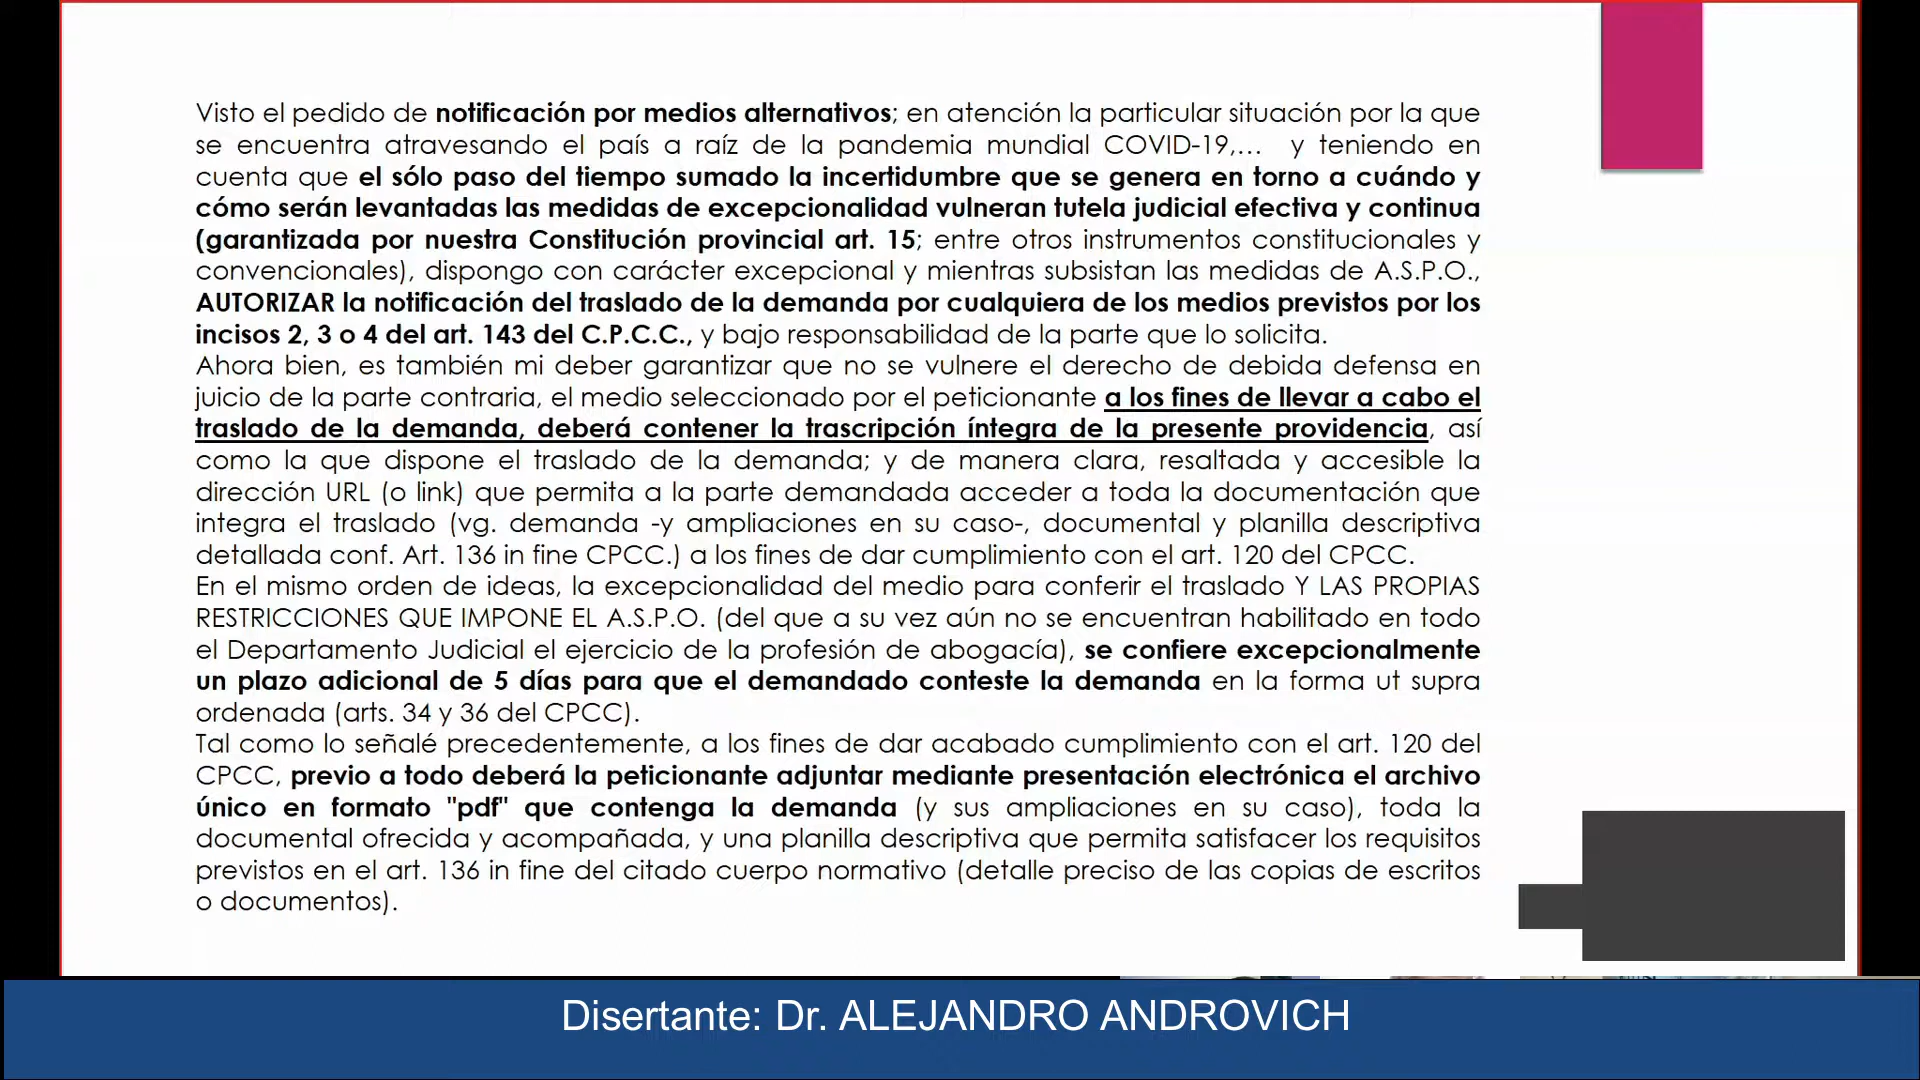 Visto el pedido de notificación por medios alternativos; en atención la particular situación por la que
se encuentra atravesando el país a raíz de la pandemia mundial COVID-19,... y teniendo en
cuenta que el sólo paso del tiempo sumado la incertidumbre que se genera en torno a cuándo y
cómo serán levantadas las medidas de excepcionalidad vulneran tutela judicial efectiva y continua
(garantizada por nuestra Constitución provincial art. 15; entre otros instrumentos constitucionales y
convencionales), dispongo con carácter excepcional y mientras subsistan las medidas de A.S.P.O.,
AUTORIZAR la notificación del traslado de la demanda por cualquiera de los medios previstos por los
incisos 2, 3 o 4 del art. 143 del C.P.C.C., y bajo responsabilidad de la parte que lo solicita.
Ahora bien, es también mi deber garantizar que no se vulnere el derecho de debida defensa en
juicio de la parte contraria, el medio seleccionado por el peticionante a los fines de llevar a cabo el
traslado de la demanda, deberá contener la trascripción íntegra de la presente providencia, así
como la que dispone el traslado de la demanda; y de manera clara, resaltada y accesible la
dirección URL (o link) que permita a la parte demandada acceder a toda la documentación que
integra el traslado (vg. demanda -y ampliaciones en su caso-, documental y planilla descriptiva
detallada conf. Art. 136 in fine CPCC.) a los fines de dar cumplimiento con el art. 120 del CPCC.
En el mismo orden de ideas, la excepcionalidad del medio para conferir el traslado Y LAS PROPIAS
RESTRICCIONES QUE IMPONE EL A.S.P.O. (del que a su vez aún no se encuentran habilitado en todo
el Departamento Judicial el ejercicio de la profesión de abogacía), se confiere excepcionalmente
un plazo adicional de 5 días para que el demandado conteste la demanda en la forma ut supra
ordenada (arts. 34 y 36 del CPCC).
Tal como lo señalé precedentemente, a los fines de dar acabado cumplimiento con el art. 120 del
CPCC, previo a todo deberá la peticionante adjuntar mediante presentación electrónica el archivo
único en formato "pdf" que contenga la demanda (y sus ampliaciones en su caso), toda la
documental ofrecida y acompañada, y una planilla descriptiva que permita satisfacer los requisitos
previstos en el art. 136 in fine del citado cuerpo normativo (detalle preciso de las copias de escritos
o documentos).
Disertante: Dr. ALEJANDRO ANDROVICH